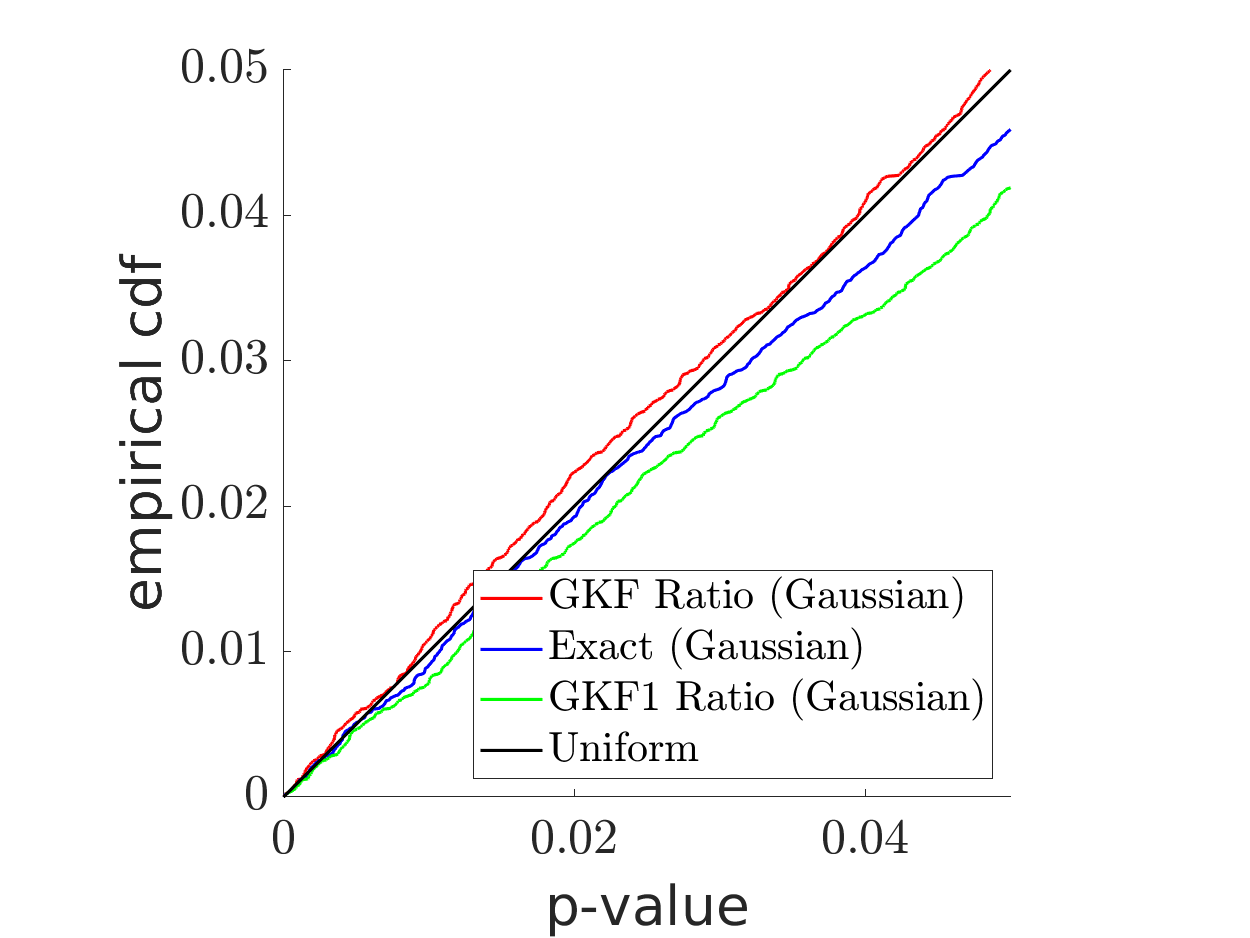 0.05
0.04
0.03
0.02
0.01
0
empirical cdf
GKF Ratio (Gaussian)
Exact (Gaussian)
GKF1 Ratio (Gaussian)
Uniform
0
0.02
0.04
p-value